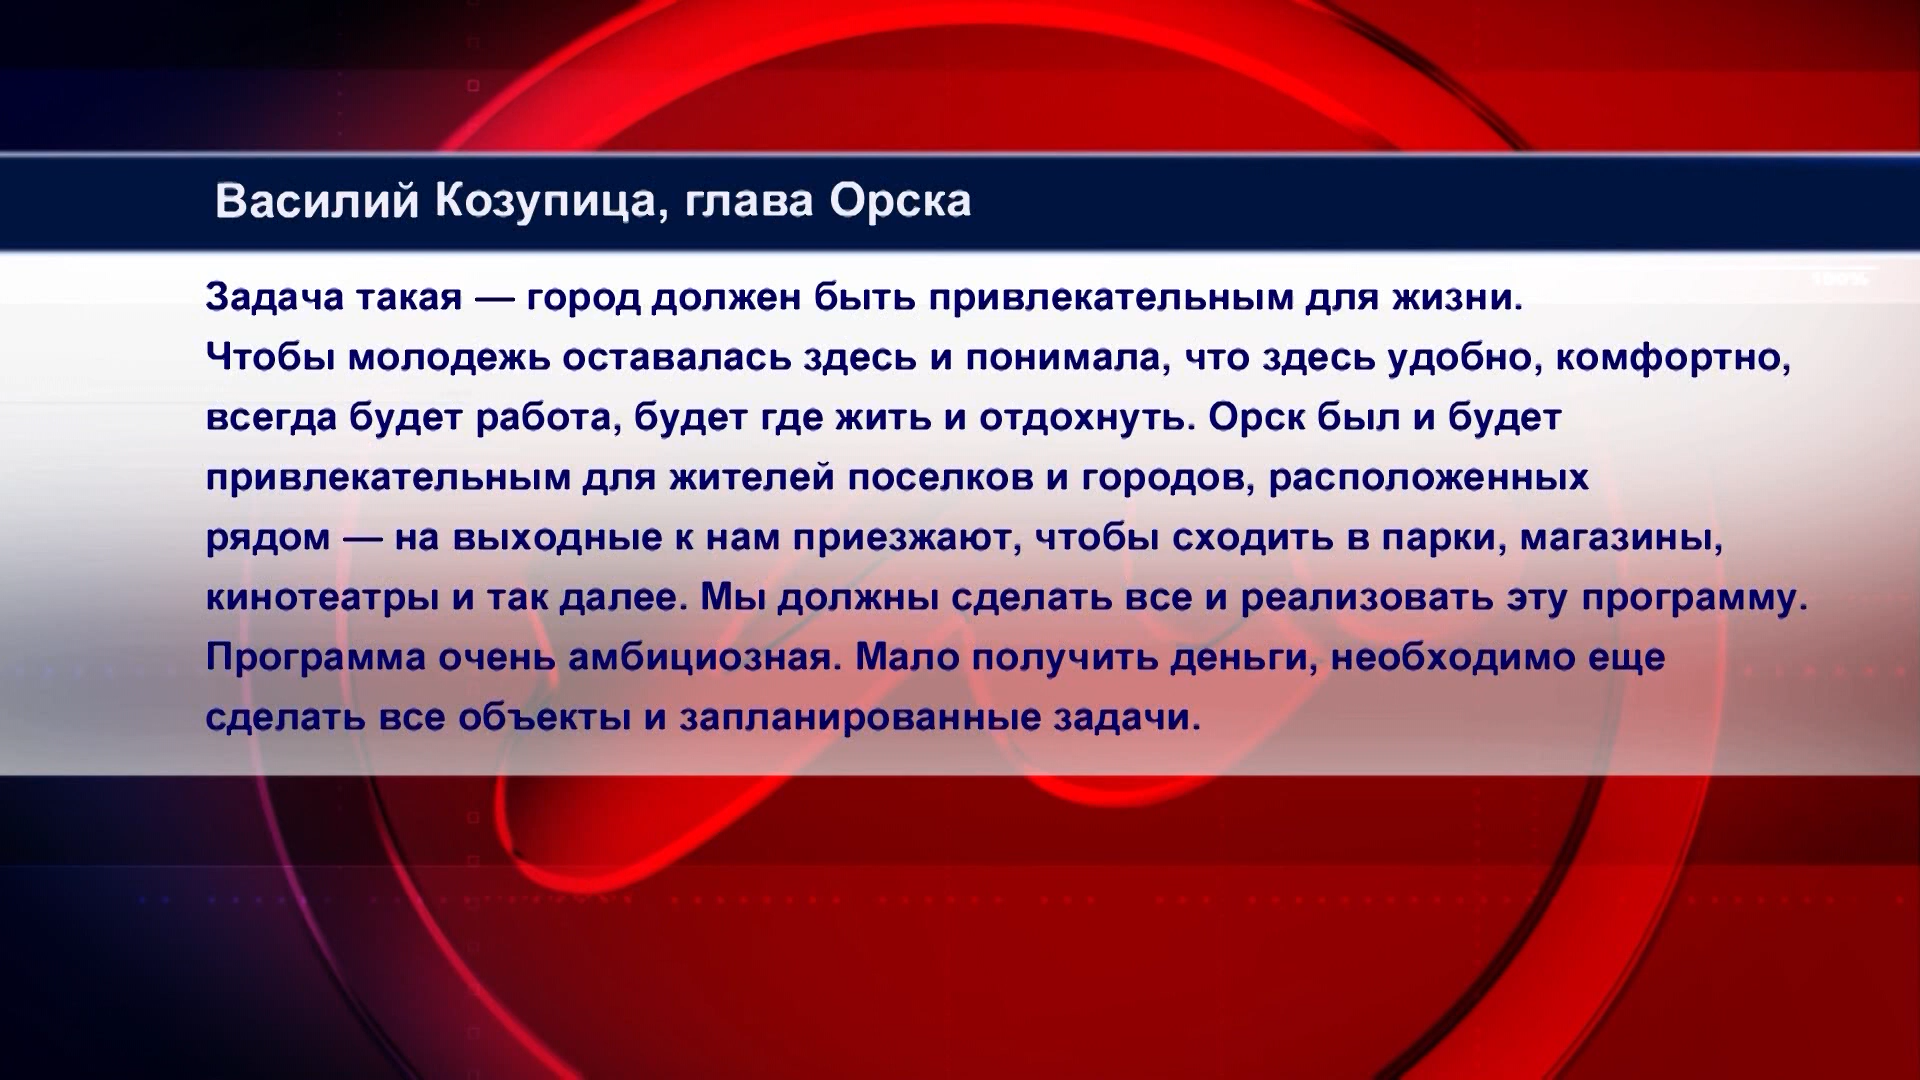 Василий Козупица, глава Орска
100%
Задача такая — город должен быть привлекательным для жизни.
Чтобы молодежь оставалась здесь и понимала, что здесь удобно, комфортно,
всегда будет работа, будет где жить и отдохнуть. Орск был и будет
привлекательным для жителей поселков и городов, расположенных
рядом — на выходные к нам приезжают, чтобы сходить в парки, магазины,
кинотеатры и так далее. Мы должны сделать все и реализовать эту программу.
Программа очень амбициозная. Мало получить деньги, необходимо еще
сделать все объекты и запланированные задачи.